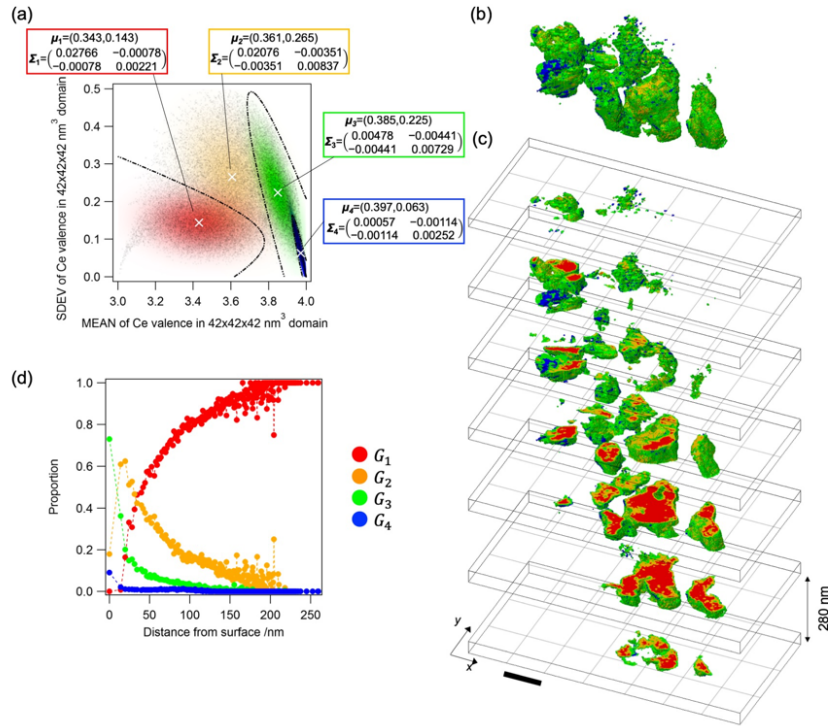 (a)
μ₁=(0.343,0.143)
Σ₁=(0.02766 −0.00078
−0.00078 0.00221)
μ₂=(0.361,0.265)
Σ₂=(0.02076 −0.00351
−0.00351 0.00837)
μ₃=(0.385,0.225)
Σ₃=(0.00478 −0.00441
−0.00441 0.00729)
μ₄=(0.397,0.063)
Σ₄=(0.00057 −0.00114
−0.00114 0.00252)
SDEV of Ce valence in 42x42x42 nm³ domain
0.5
0.4
0.3
0.2
0.1
0.0
3.0 3.2 3.4 3.6 3.8 4.0
MEAN of Ce valence in 42x42x42 nm³ domain
(b)
(c)
280 nm
y
x
(d)
Proportion
1.0
0.8
0.6
0.4
0.2
0.0
0 50 100 150 200 250
Distance from surface /nm
G₁
G₂
G₃
G₄